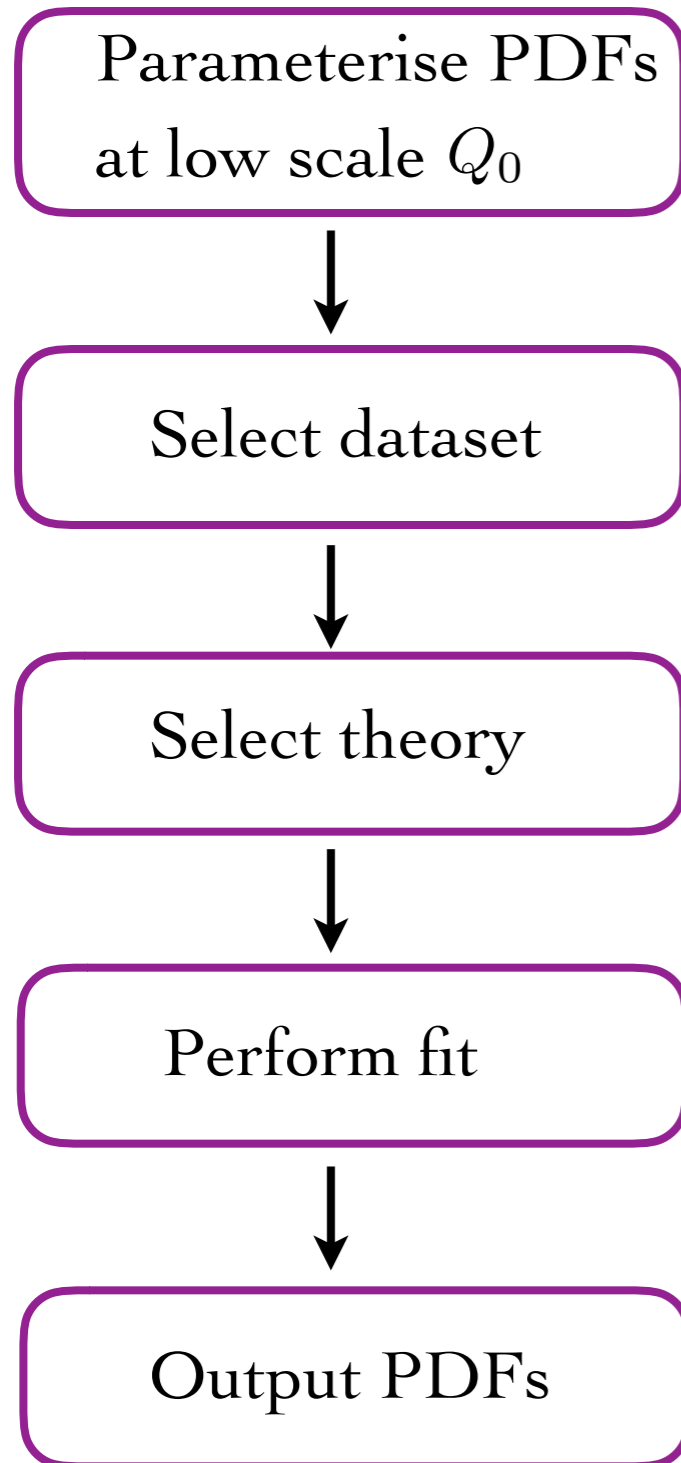 Parameterise PDFs
at low scale Q₀
Select dataset
Select theory
Perform fit
Output PDFs